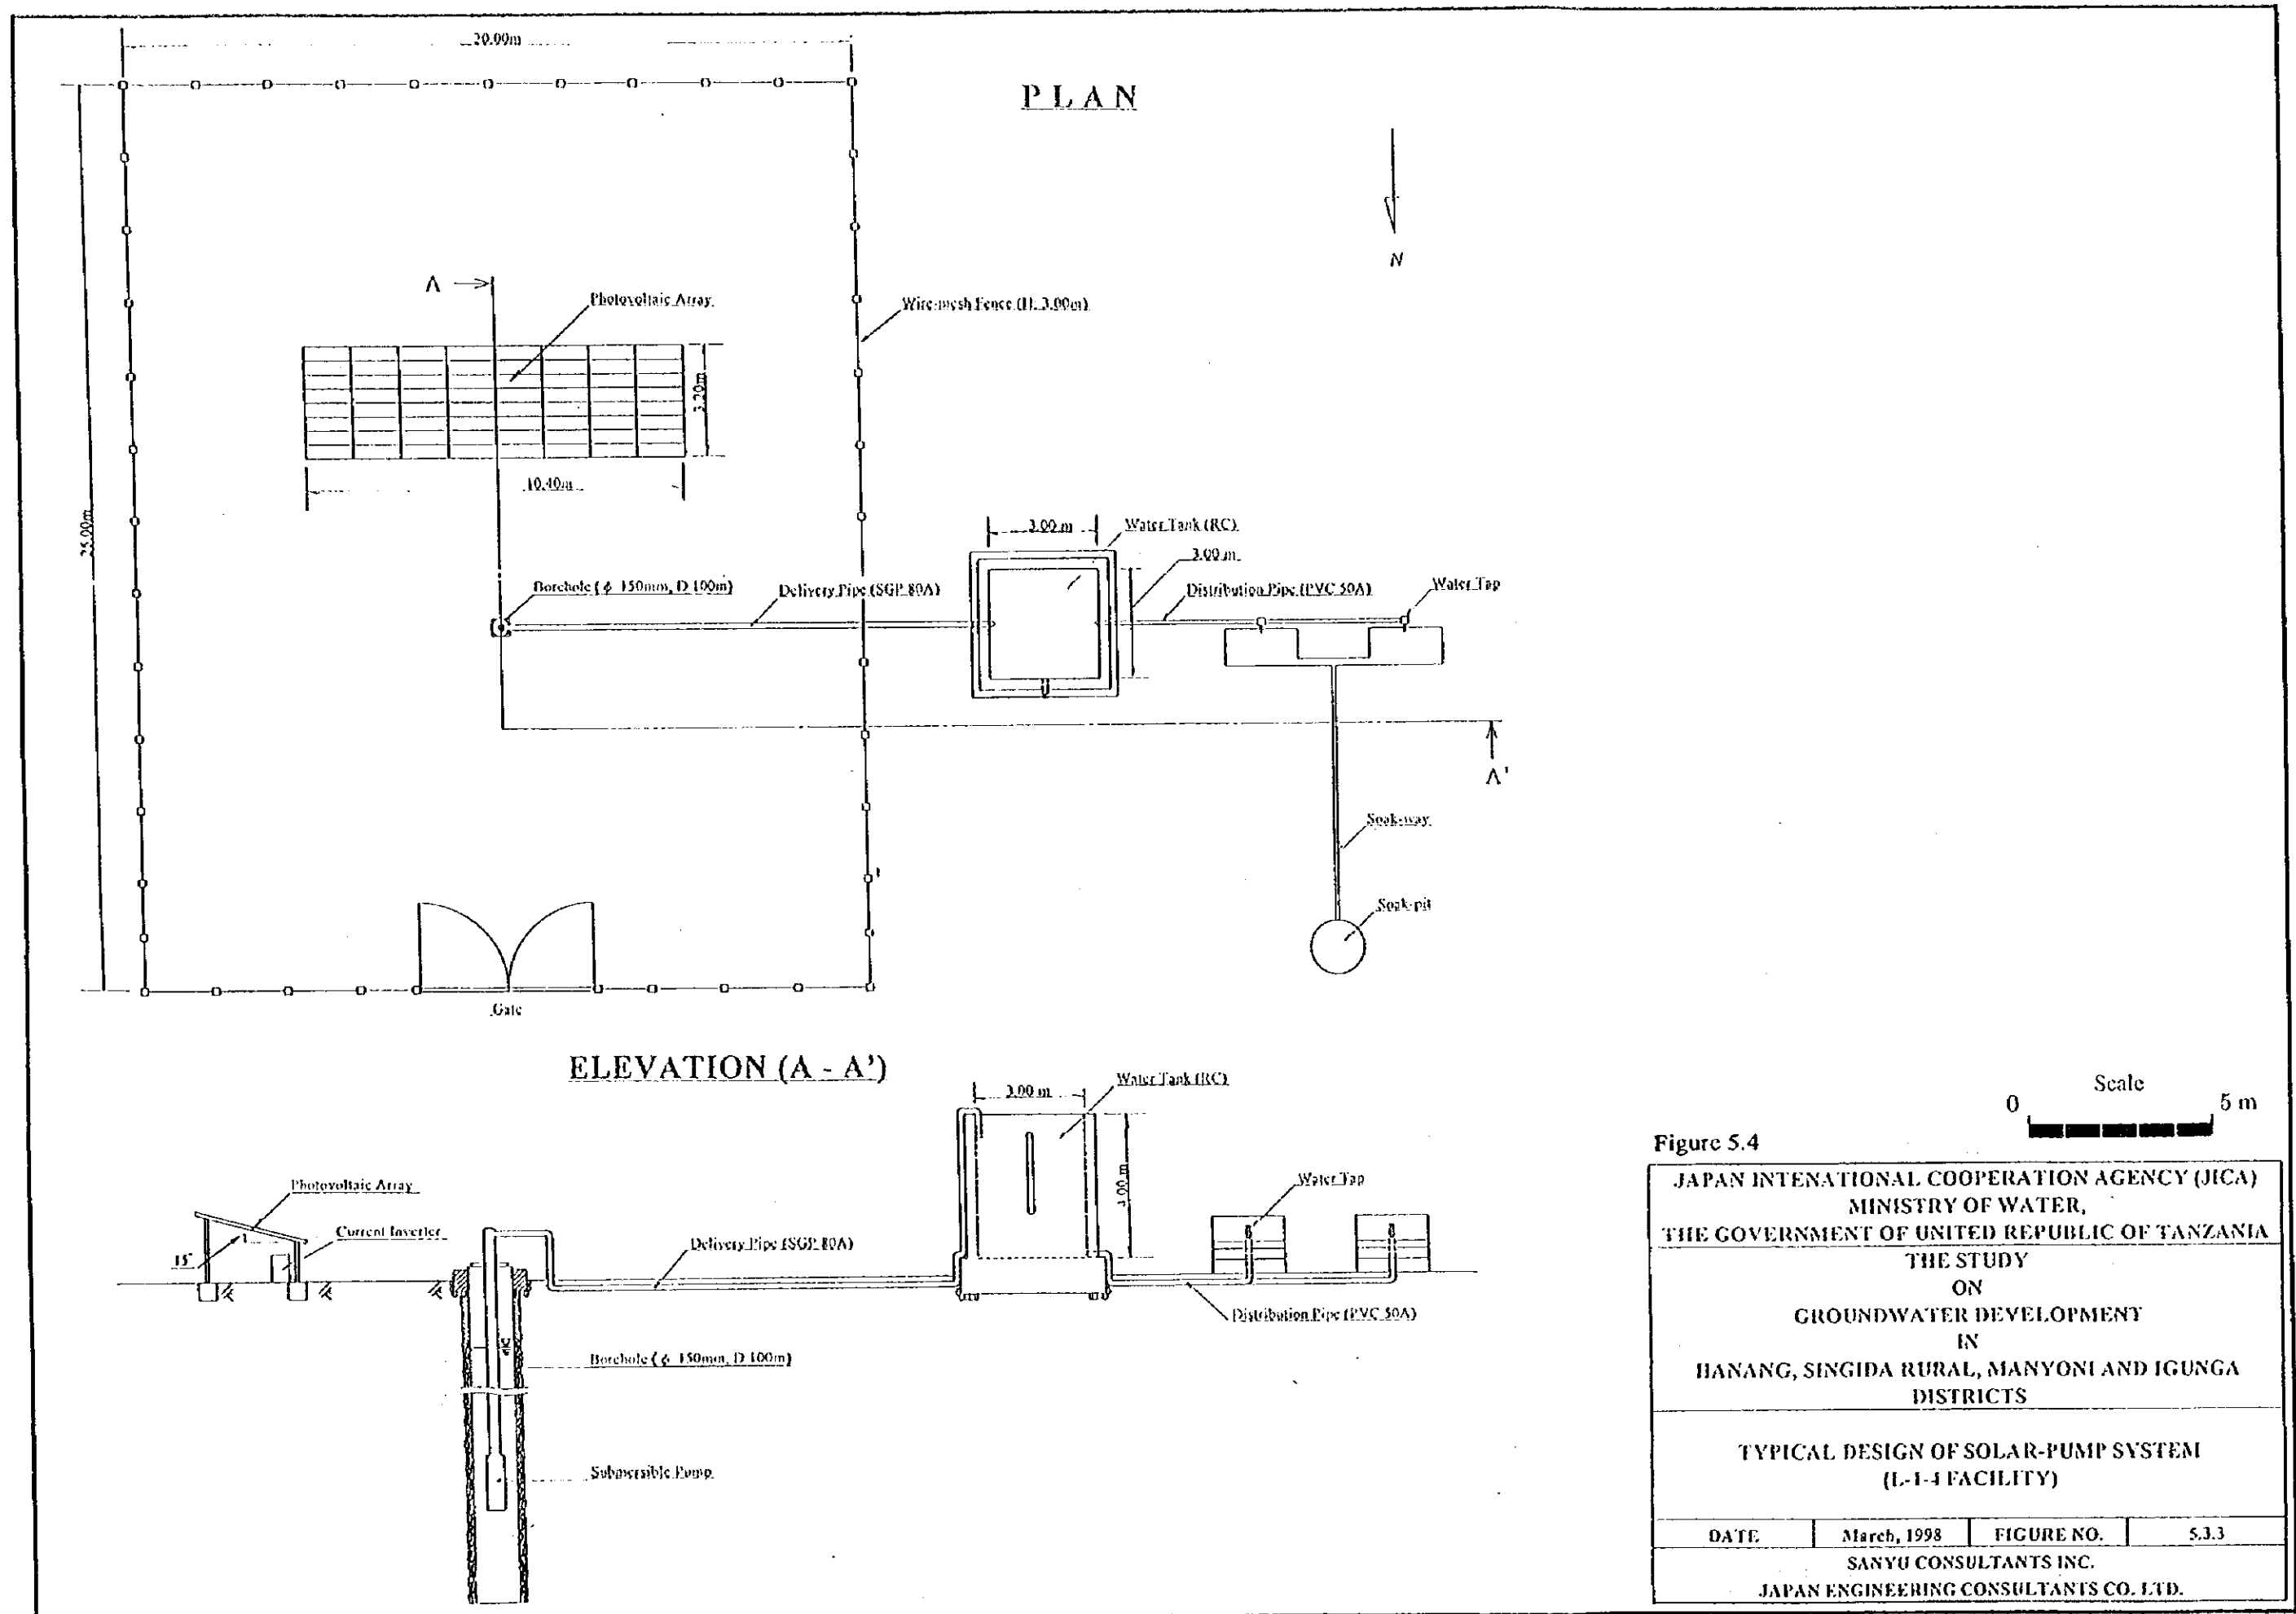 20.00m
PLAN
N
A
Photovoltaic Array
Wire-mesh Fence (H. 3.00m)
3.20m
10.40m
25.00m
3.00 m
Water Tank (RC)
3.00 m
Borehole (φ 150mm, D 100m)
Delivery Pipe (SGP 80A)
Distribution Pipe (PVC 50A)
Water Tap
A'
Soak-way
Soak-pit
Gate
ELEVATION (A - A')
3.00 m
Water Tank (RC)
Scale
0 5 m
Photovoltaic Array
Current Inverter
15°
Delivery Pipe (SGP 80A)
3.00 m
Water Tap
Distribution Pipe (PVC 50A)
Borehole (φ 150mm, D 100m)
Submersible Pump
Figure 5.4
JAPAN INTENATIONAL COOPERATION AGENCY (JICA)
MINISTRY OF WATER,
THE GOVERNMENT OF UNITED REPUBLIC OF TANZANIA
THE STUDY
ON
GROUNDWATER DEVELOPMENT
IN
HANANG, SINGIDA RURAL, MANYONI AND IGUNGA
DISTRICTS
TYPICAL DESIGN OF SOLAR-PUMP SYSTEM
(L-1-4 FACILITY)
DATE March, 1998 FIGURE NO. 5.3.3
SANYU CONSULTANTS INC.
JAPAN ENGINEERING CONSULTANTS CO. LTD.